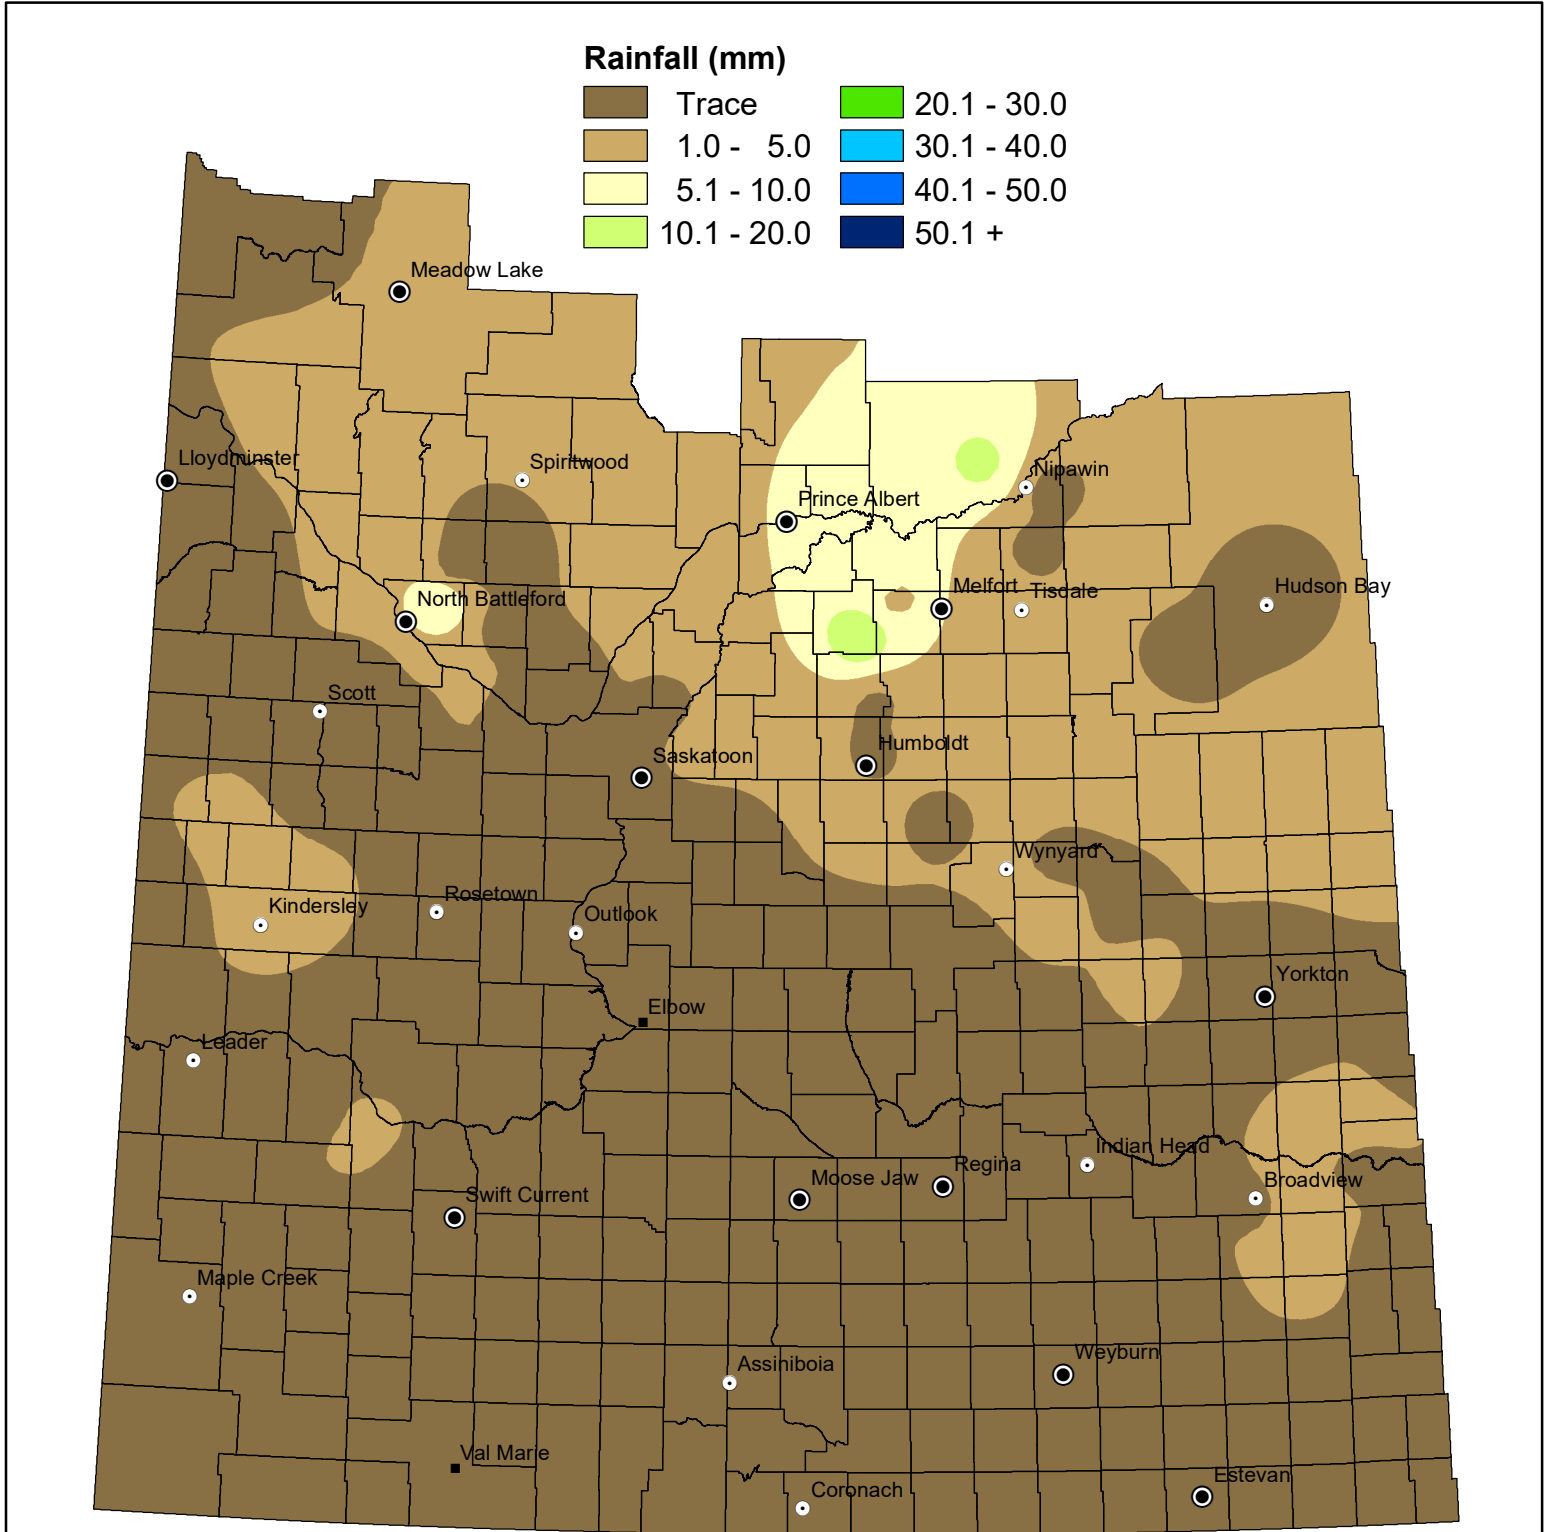 Rainfall (mm)
Trace
20.1 - 30.0
1.0 - 5.0
30.1 - 40.0
5.1 - 10.0
40.1 - 50.0
10.1 - 20.0
50.1 +
Meadow Lake
Lloydminster
Spiritwood
Nipawin
Prince Albert
North Battleford
Melfort
Tisdale
Hudson Bay
Scott
Saskatoon
Humboldt
Wynyard
Kindersley
Rosetown
Outlook
Yorkton
Elbow
Leader
Indian Head
Regina
Moose Jaw
Broadview
Swift Current
Maple Creek
Weyburn
Assiniboia
Val Marie
Estevan
Coronach